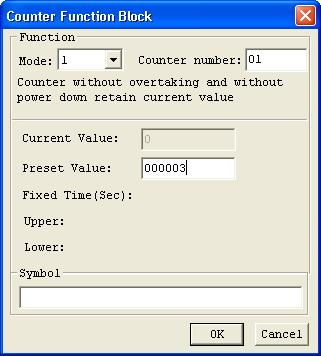 Counter Function Block
Function
Mode: 1 Counter number: 01
Counter without overtaking and without
power down retain current value
Current Value: 0
Preset Value: 000003
Fixed Time(Sec):
Upper:
Lower:
Symbol
OK Cancel